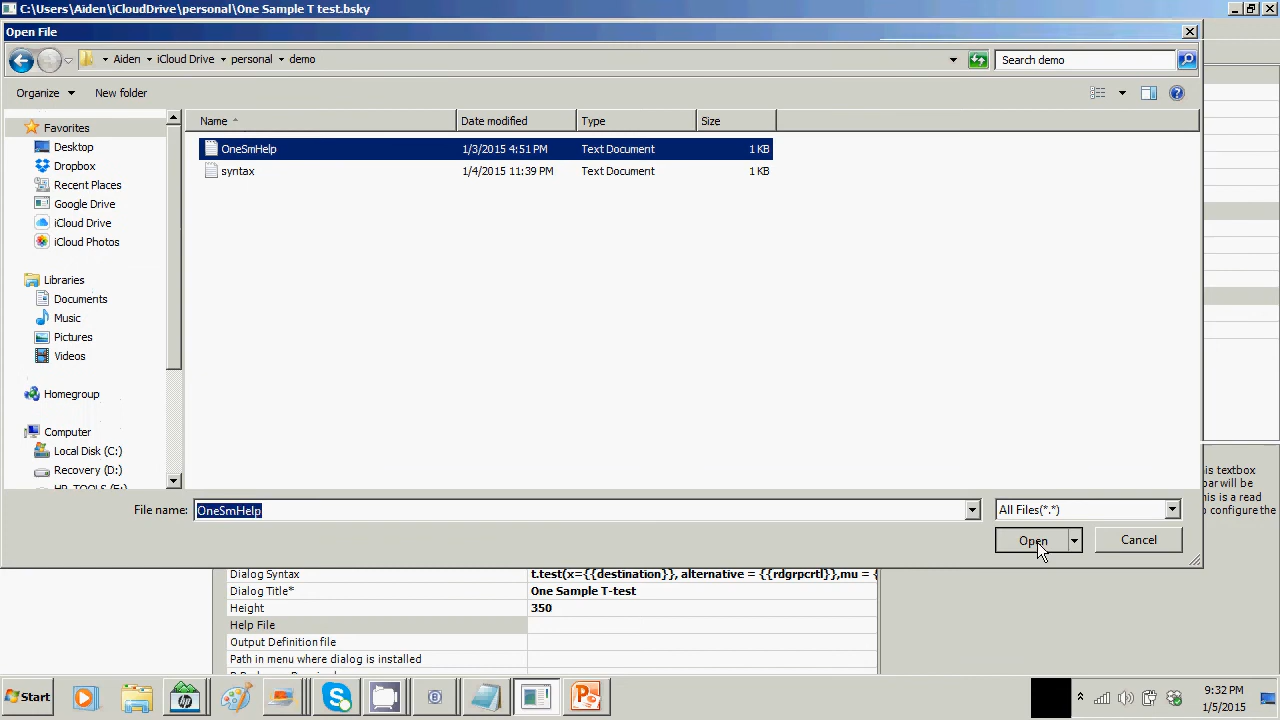 C:\Users\Aiden\iCloudDrive\personal\One Sample T test.bsky
Open File
Aiden iCloud Drive personal demo
Search demo
Organize New folder
Favorites
Desktop
Dropbox
Recent Places
Google Drive
iCloud Drive
iCloud Photos
Libraries
Documents
Music
Pictures
Videos
Homegroup
Computer
Local Disk (C:)
Recovery (D:)
HP_TOOLS (E:)
Name Date modified Type Size
OneSmHelp 1/3/2015 4:51 PM Text Document 1 KB
syntax 1/4/2015 11:39 PM Text Document 1 KB
File name: OneSmHelp All Files(*.*)
Open Cancel
is textbox
bar will be
his is a read
o configure the
Dialog Syntax t.test(x={{destination}}, alternative = {{rdgrpcrtl}},mu = {
Dialog Title* One Sample T-test
Height 350
Help File
Output Definition file
Path in menu where dialog is installed
Start
9:32 PM
1/5/2015